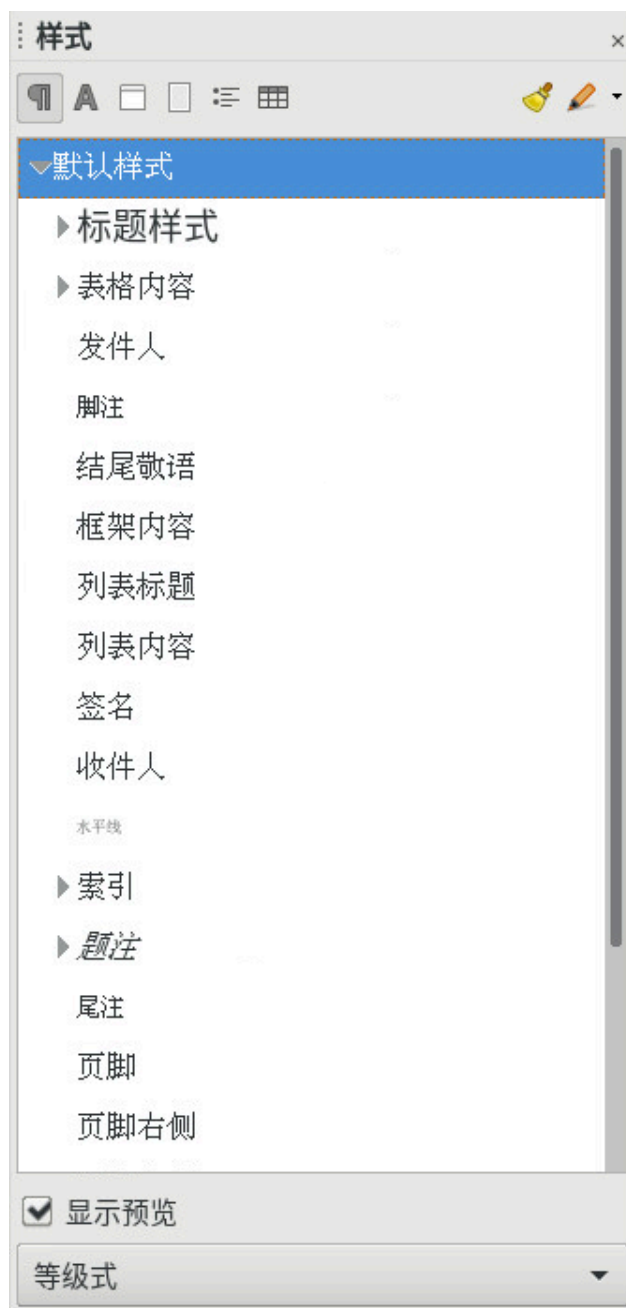 样式
默认样式
标题样式
表格内容
发件人
脚注
结尾敬语
框架内容
列表标题
列表内容
签名
收件人
水平线
索引
题注
尾注
页脚
页脚右侧
显示预览
等级式